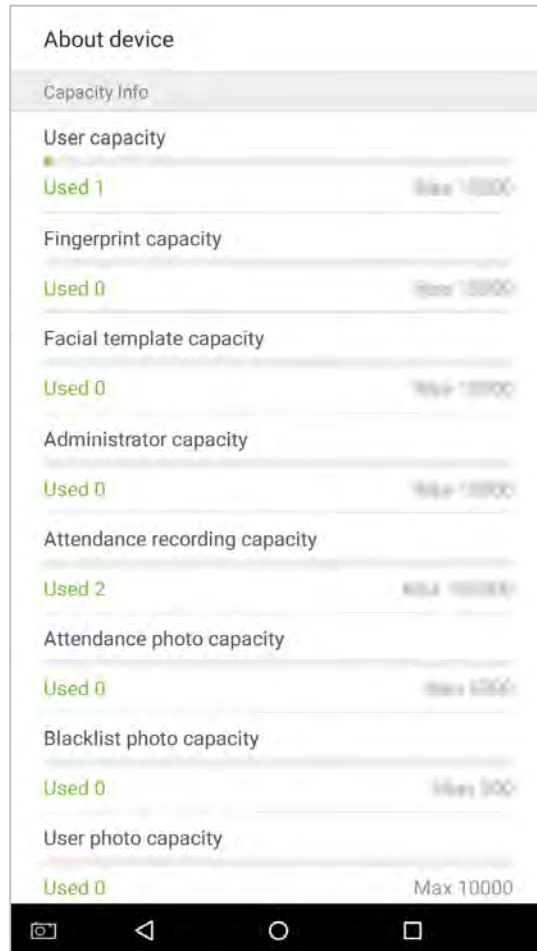 About device
Capacity Info
User capacity
Used 1
Fingerprint capacity
Used 0
Facial template capacity
Used 0
Administrator capacity
Used 0
Attendance recording capacity
Used 2
Attendance photo capacity
Used 0
Blacklist photo capacity
Used 0
User photo capacity
Used 0 Max 10000